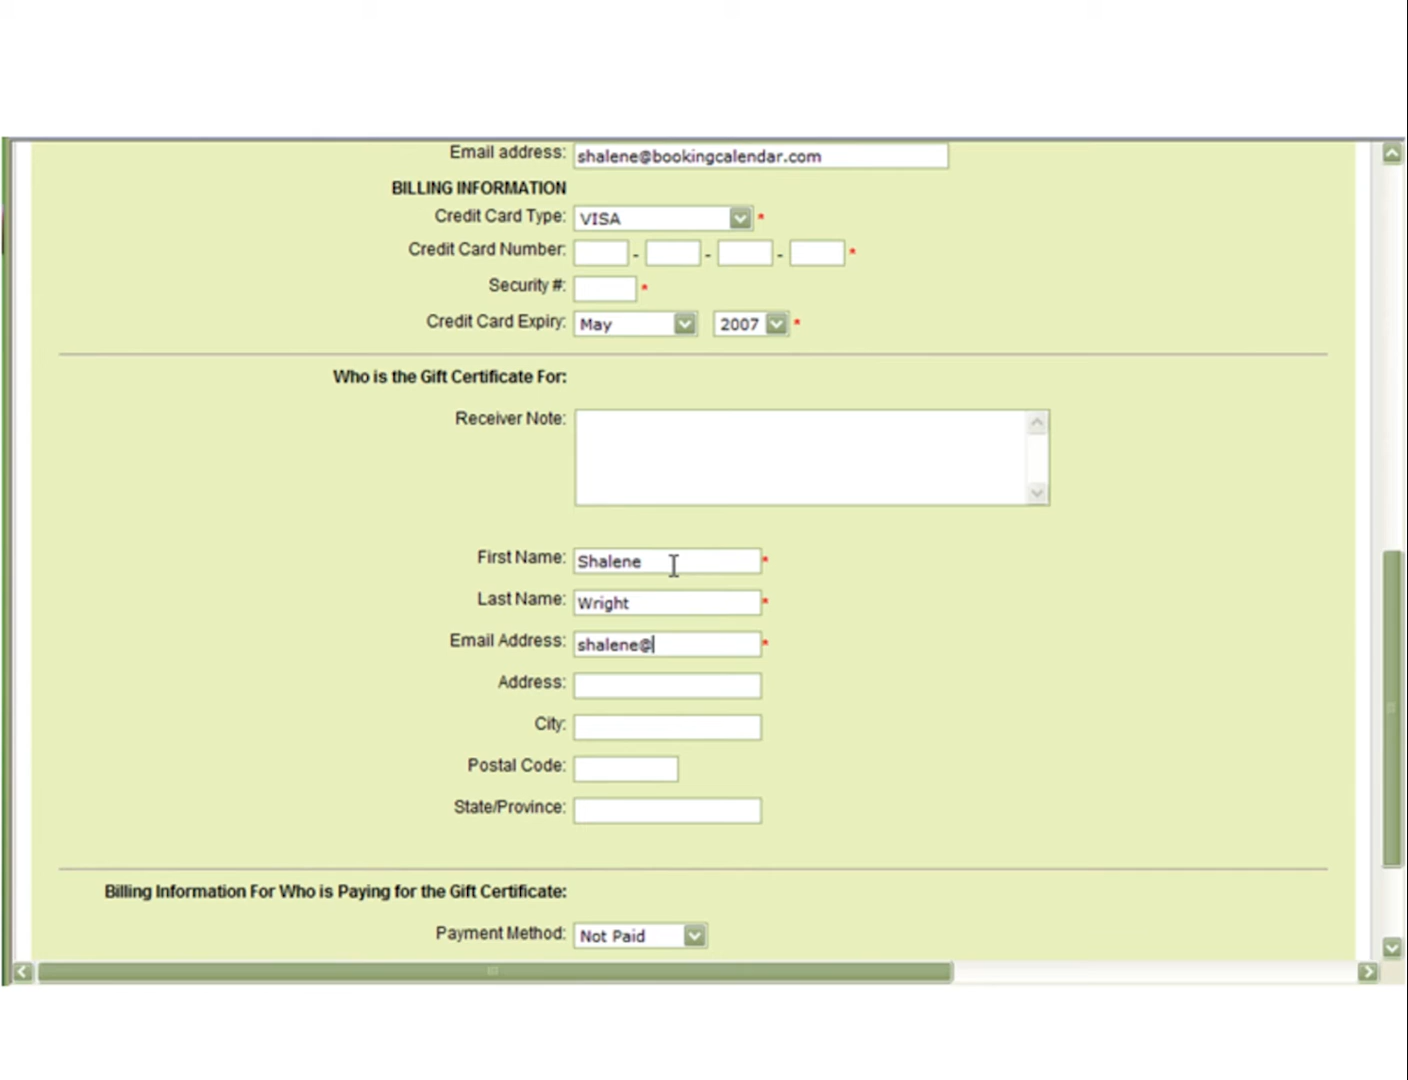 Email address: shalene@bookingcalendar.com
BILLING INFORMATION
Credit Card Type: VISA *
Credit Card Number: - - - *
Security #: *
Credit Card Expiry: May 2007 *
Who is the Gift Certificate For:
Receiver Note:
First Name: Shalene *
Last Name: Wright *
Email Address: shalene@ *
Address:
City:
Postal Code:
State/Province:
Billing Information For Who is Paying for the Gift Certificate:
Payment Method: Not Paid